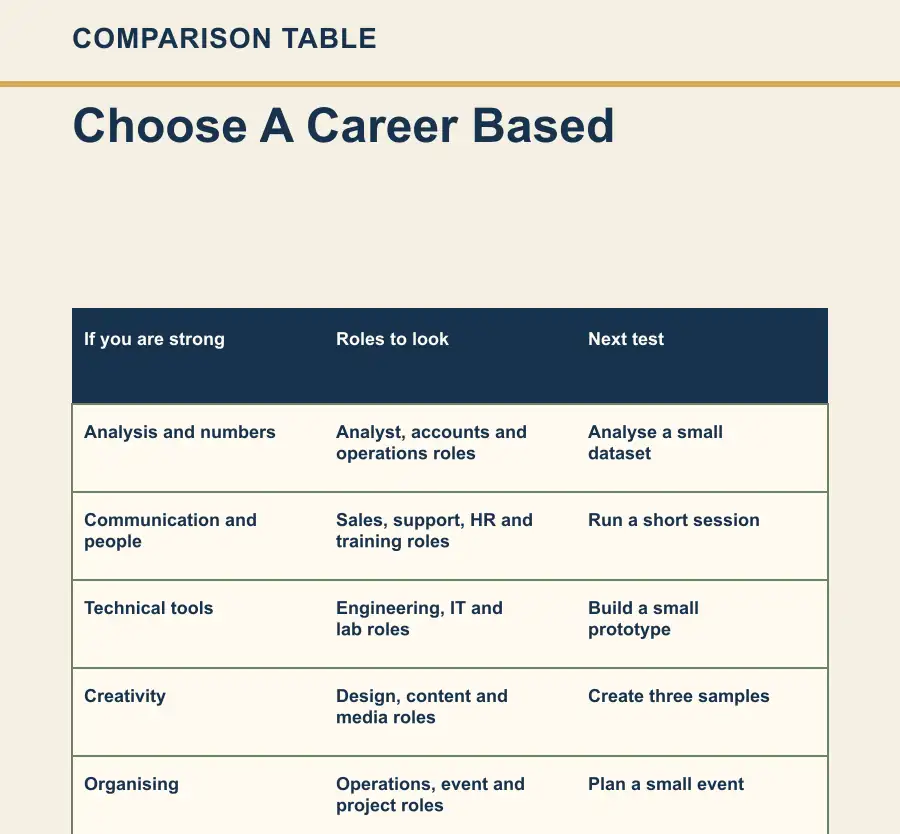 COMPARISON TABLE
Choose A Career Based
If you are strong
Roles to look
Next test
Analysis and numbers
Analyst, accounts and
operations roles
Analyse a small
dataset
Communication and
people
Sales, support, HR and
training roles
Run a short session
Technical tools
Engineering, IT and
lab roles
Build a small
prototype
Creativity
Design, content and
media roles
Create three samples
Organising
Operations, event and
project roles
Plan a small event